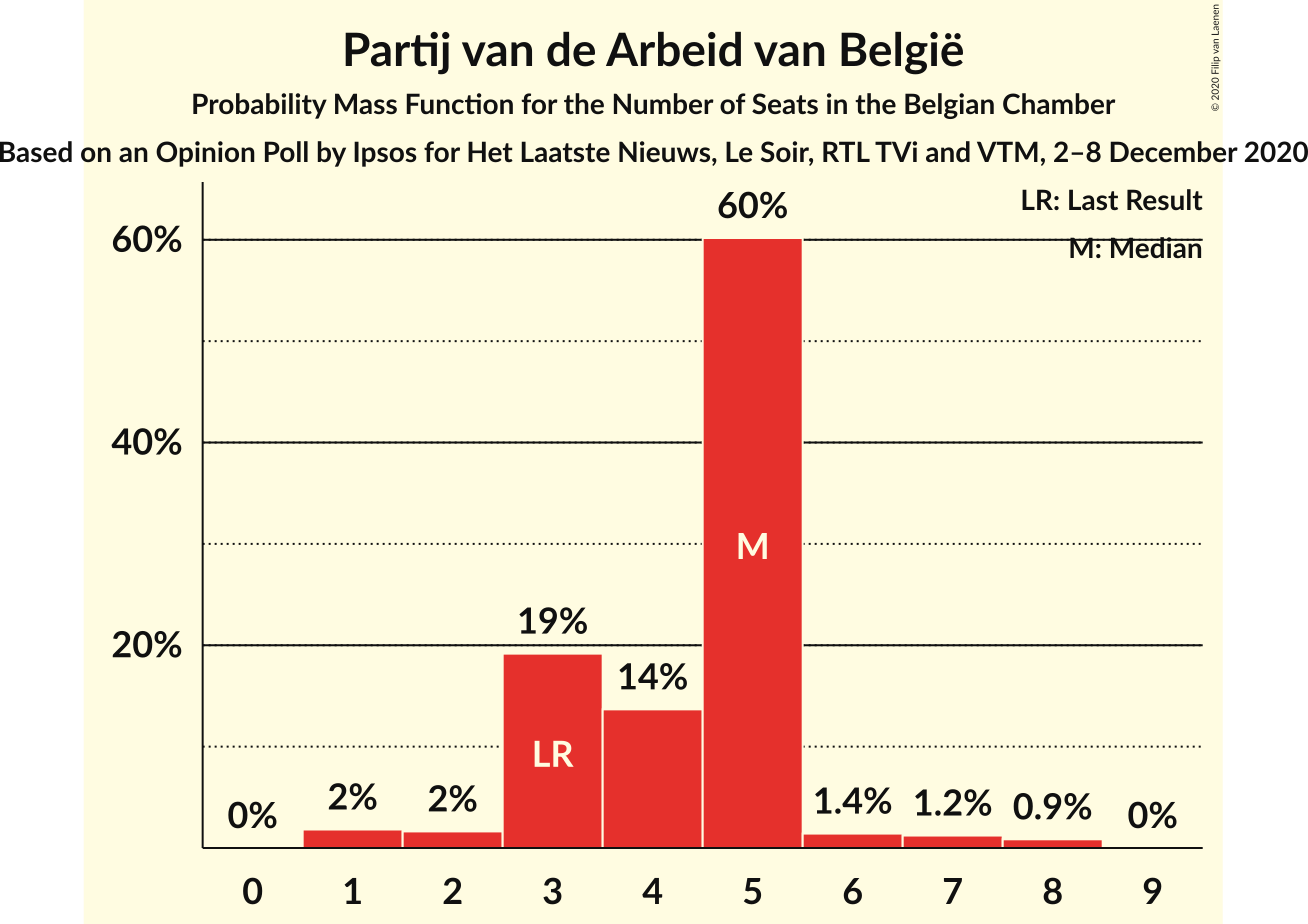 Partij van de Arbeid van België
Probability Mass Function for the Number of Seats in the Belgian Chamber
Based on an Opinion Poll by Ipsos for Het Laatste Nieuws, Le Soir, RTL TVi and VTM, 2–8 December 2020
© 2020 Filip van Laenen
LR: Last Result
M: Median
60%
60%
40%
M
19%
20%
14%
LR
0%
2%
2%
1.4%
1.2%
0.9%
0%
0 1 2 3 4 5 6 7 8 9